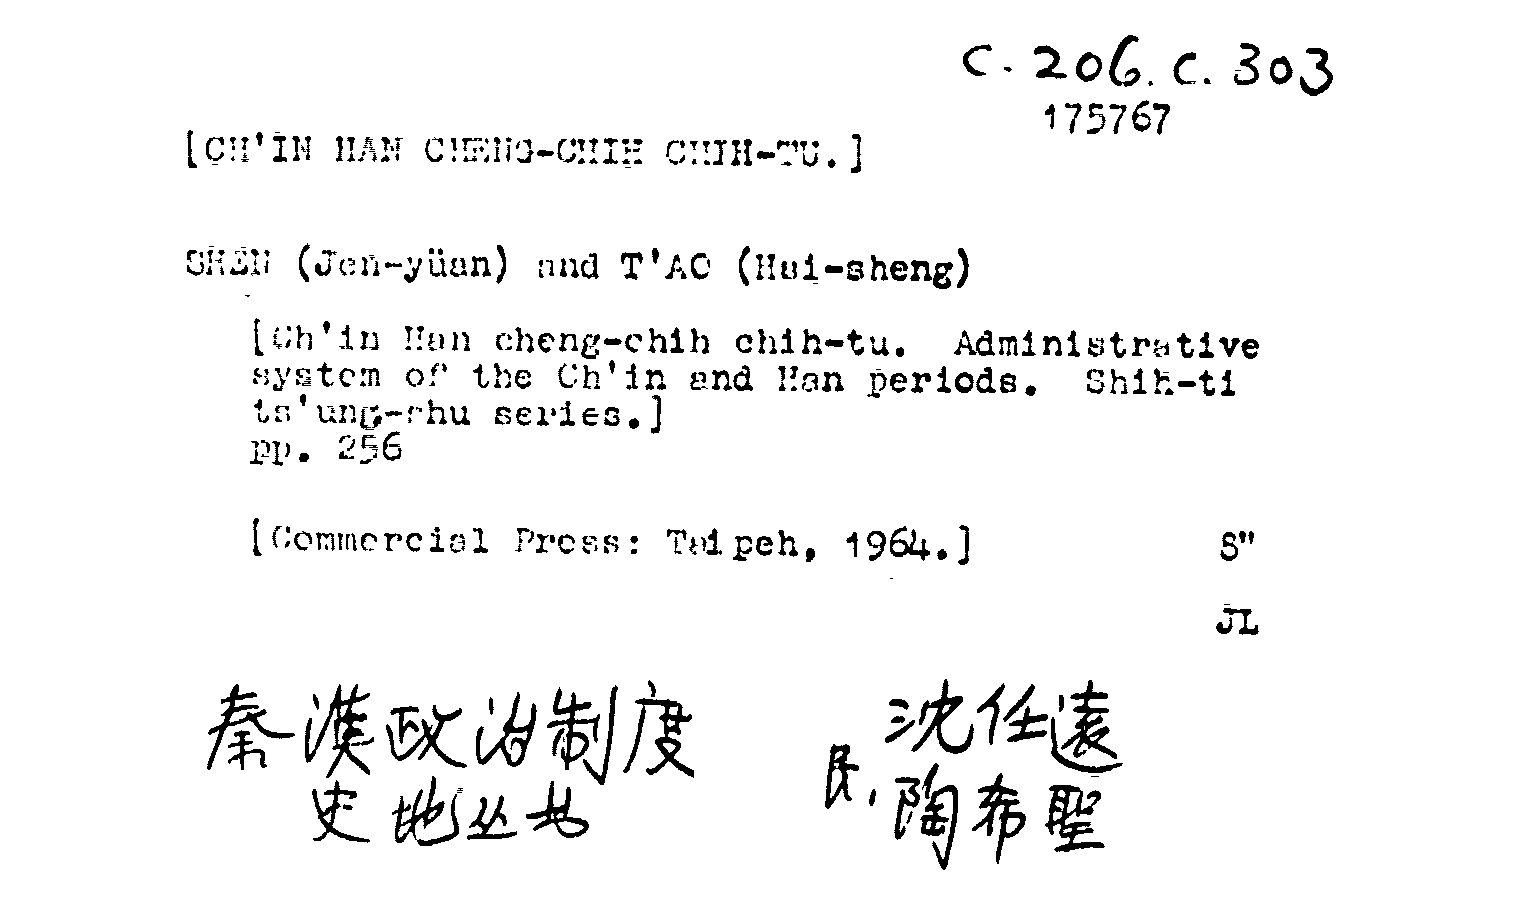 C. 206. C. 303
175767
[CH'IN HAN CHENG-CHIH CHIH-TU.]
SHEN (Jen-yüan) and T'AO (Hsi-sheng)
[Ch'in Han cheng-chih chih-tu. Administrative
system of the Ch'in and Han periods. Shih-ti
ts'ung-shu series.]
pp. 256
[Commercial Press: Taipeh, 1964.]
S"
JL
秦漢政治制度
沈任遠
史地丛书
民, 陶希聖